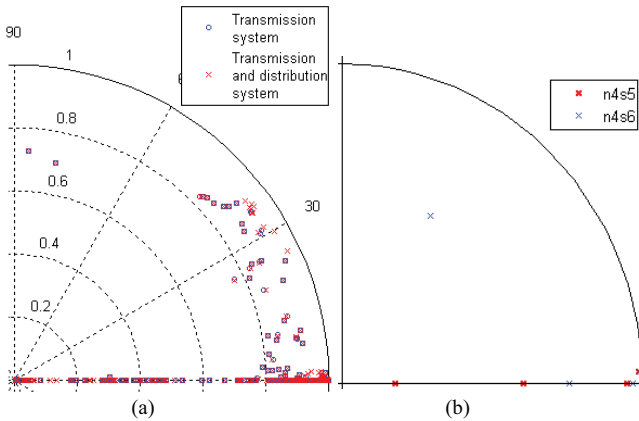 Transmission
system
Transmission
and distribution
system
n4s5
n4s6
90
1
0.8
0.6
0.4
0.2
30
(a)
(b)